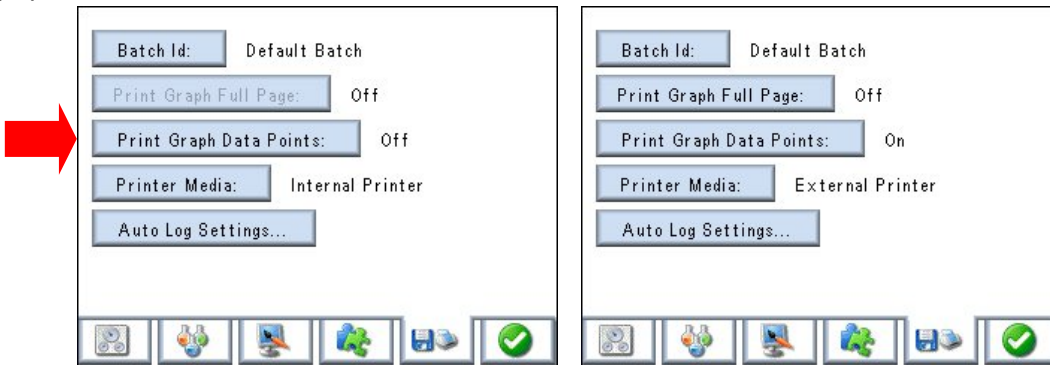 Batch Id: Default Batch
Print Graph Full Page: Off
Print Graph Data Points: Off
Printer Media: Internal Printer
Auto Log Settings...
Batch Id: Default Batch
Print Graph Full Page: Off
Print Graph Data Points: On
Printer Media: External Printer
Auto Log Settings...